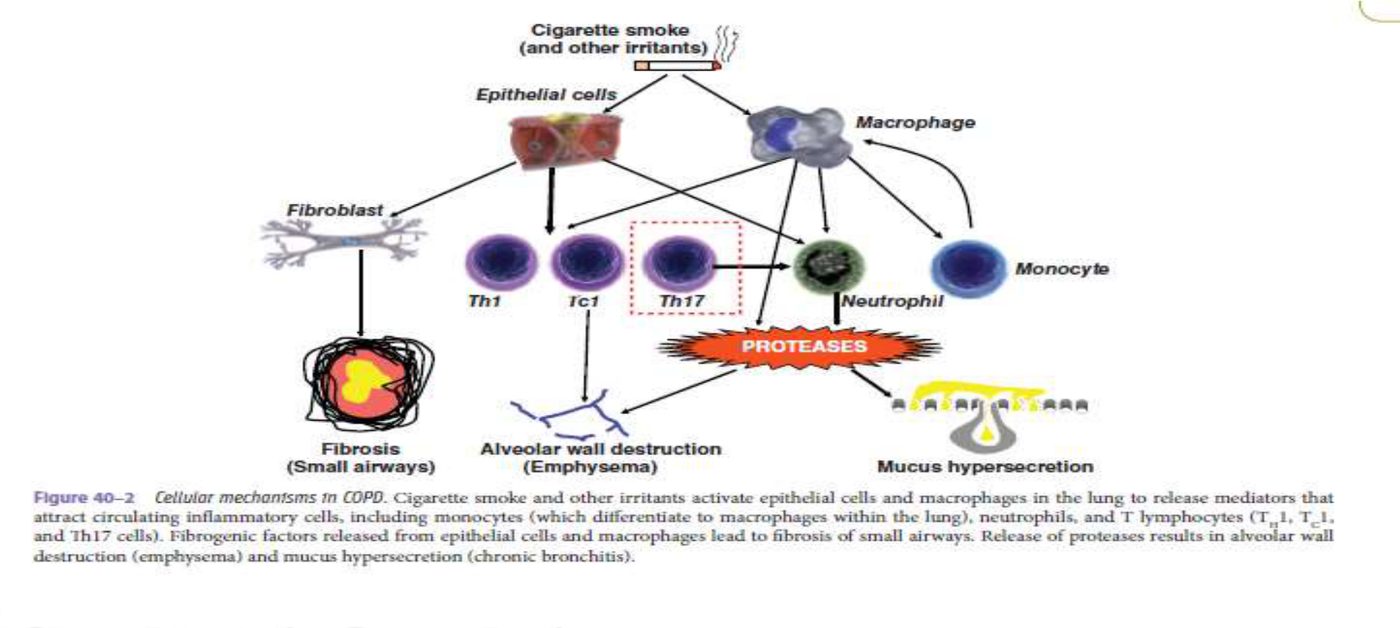 Cigarette smoke
(and other irritants)
Epithelial cells
Macrophage
Fibroblast
Monocyte
Th1
Tc1
Th17
Neutrophil
PROTEASES
Fibrosis
(Small airways)
Alveolar wall destruction
(Emphysema)
Mucus hypersecretion
Figure 40–2 Cellular mechanisms in COPD. Cigarette smoke and other irritants activate epithelial cells and macrophages in the lung to release mediators that
attract circulating inflammatory cells, including monocytes (which differentiate to macrophages within the lung), neutrophils, and T lymphocytes (TH1, TC1,
and Th17 cells). Fibrogenic factors released from epithelial cells and macrophages lead to fibrosis of small airways. Release of proteases results in alveolar wall
destruction (emphysema) and mucus hypersecretion (chronic bronchitis).